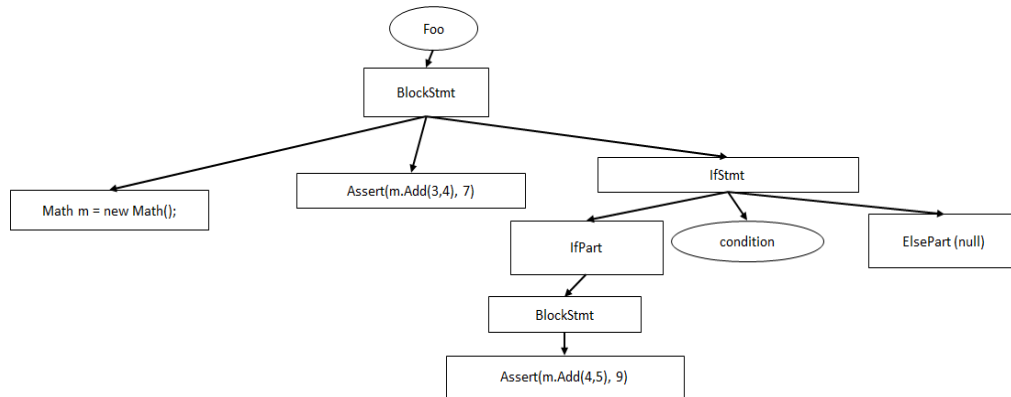 Foo
BlockStmt
IfStmt
Assert(m.Add(3,4), 7)
Math m = new Math();
IfPart
condition
ElsePart (null)
BlockStmt
Assert(m.Add(4,5), 9)